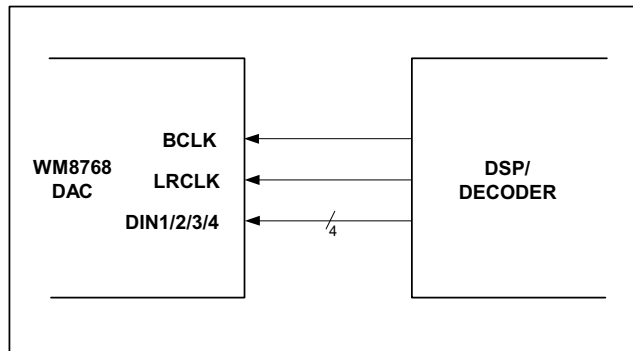 BCLK
WM8768
DAC
LRCLK
DIN1/2/3/4
4
DSP/
DECODER